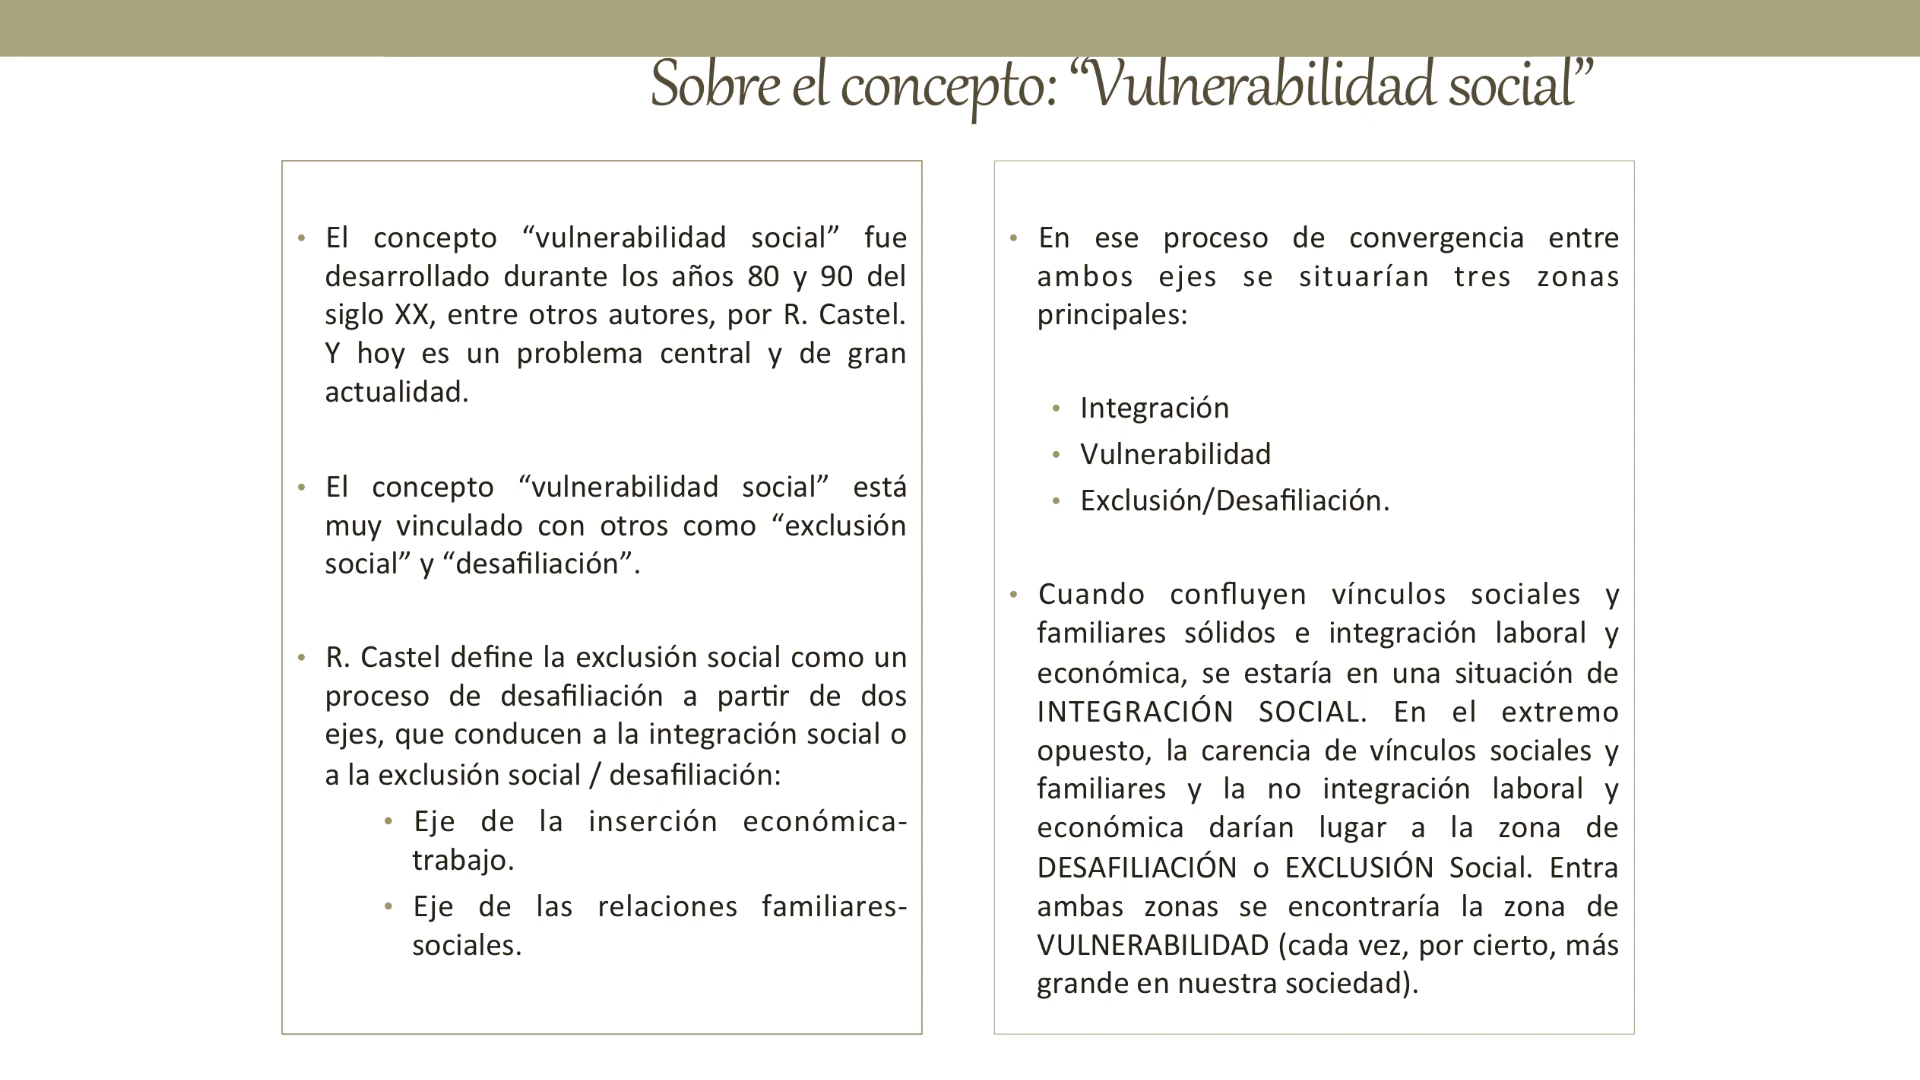 Sobre el concepto: “Vulnerabilidad social”
• El concepto “vulnerabilidad social” fue
desarrollado durante los años 80 y 90 del
siglo XX, entre otros autores, por R. Castel.
Y hoy es un problema central y de gran
actualidad.
• El concepto “vulnerabilidad social” está
muy vinculado con otros como “exclusión
social” y “desafiliación”.
• R. Castel define la exclusión social como un
proceso de desafiliación a partir de dos
ejes, que conducen a la integración social o
a la exclusión social / desafiliación:
• Eje de la inserción económica-
trabajo.
• Eje de las relaciones familiares-
sociales.
• En ese proceso de convergencia entre
ambos ejes se situarían tres zonas
principales:
• Integración
• Vulnerabilidad
• Exclusión/Desafiliación.
• Cuando confluyen vínculos sociales y
familiares sólidos e integración laboral y
económica, se estaría en una situación de
INTEGRACIÓN SOCIAL. En el extremo
opuesto, la carencia de vínculos sociales y
familiares y la no integración laboral y
económica darían lugar a la zona de
DESAFILIACIÓN o EXCLUSIÓN Social. Entra
ambas zonas se encontraría la zona de
VULNERABILIDAD (cada vez, por cierto, más
grande en nuestra sociedad).